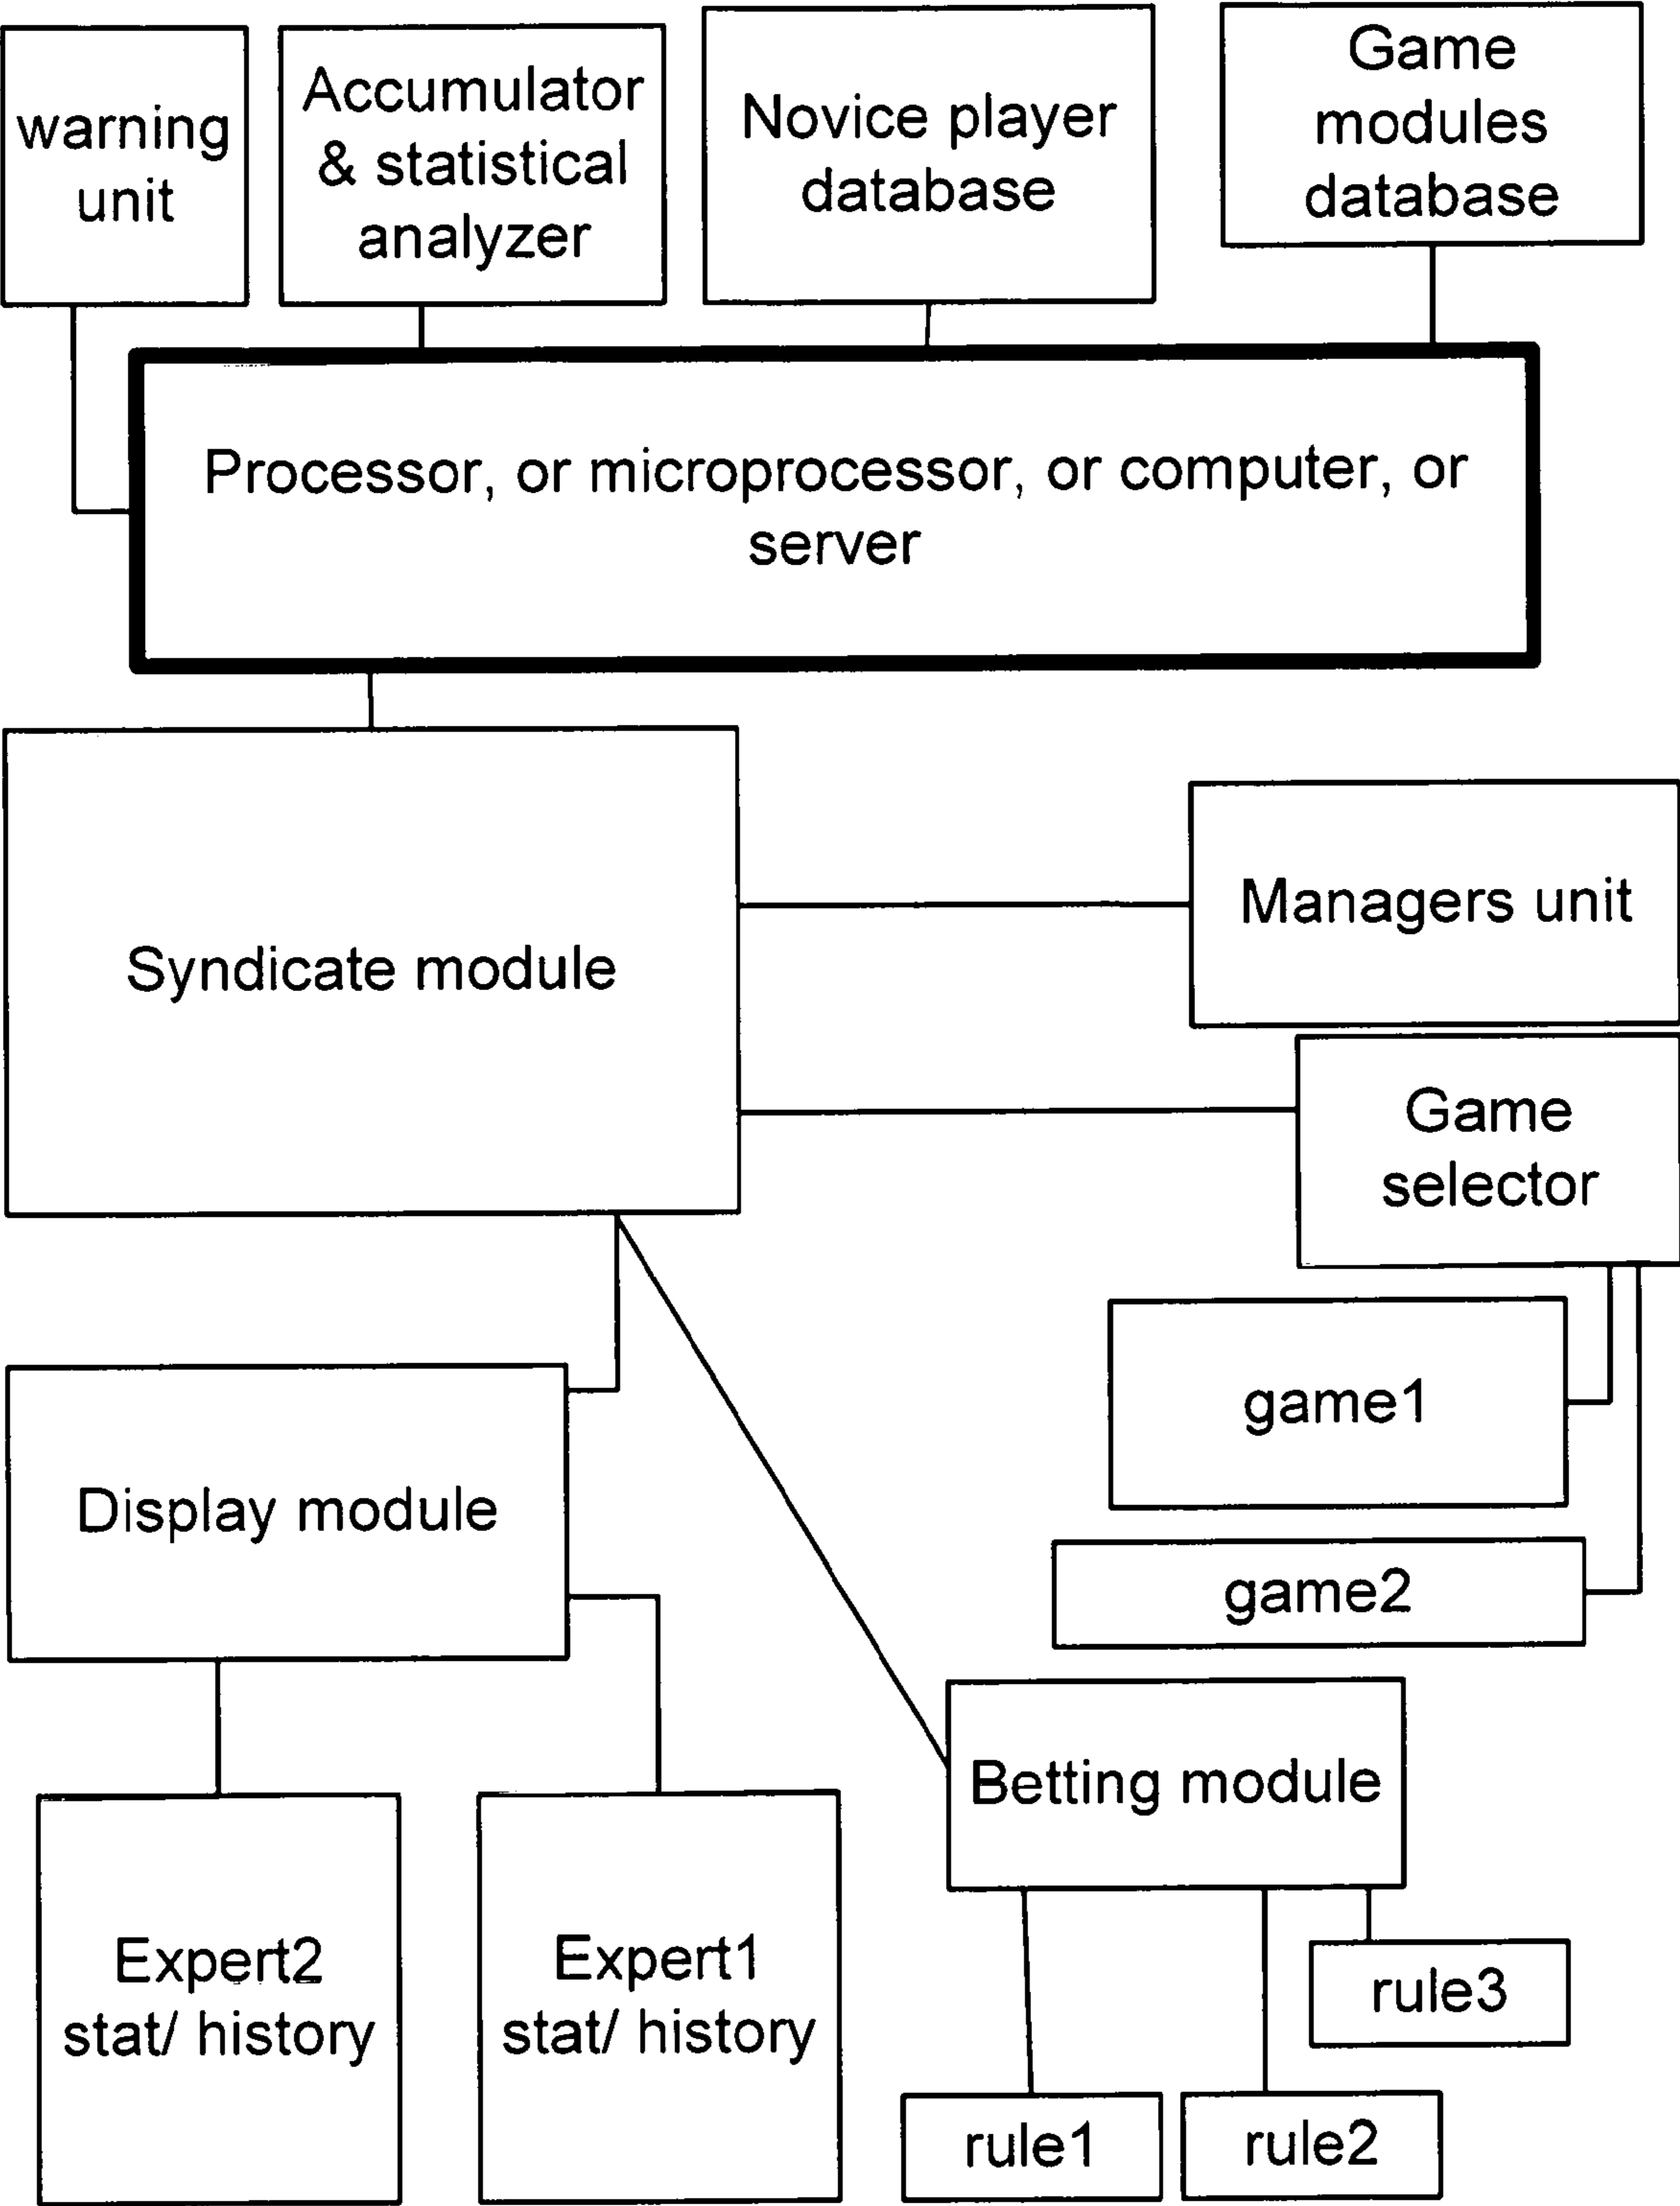 warning
unit
Accumulator
& statistical
analyzer
Novice player
database
Game
modules
database
Processor, or microprocessor, or computer, or
server
Syndicate module
Managers unit
Game
selector
game1
game2
Display module
Betting module
Expert2
stat/ history
Expert1
stat/ history
rule3
rule1
rule2